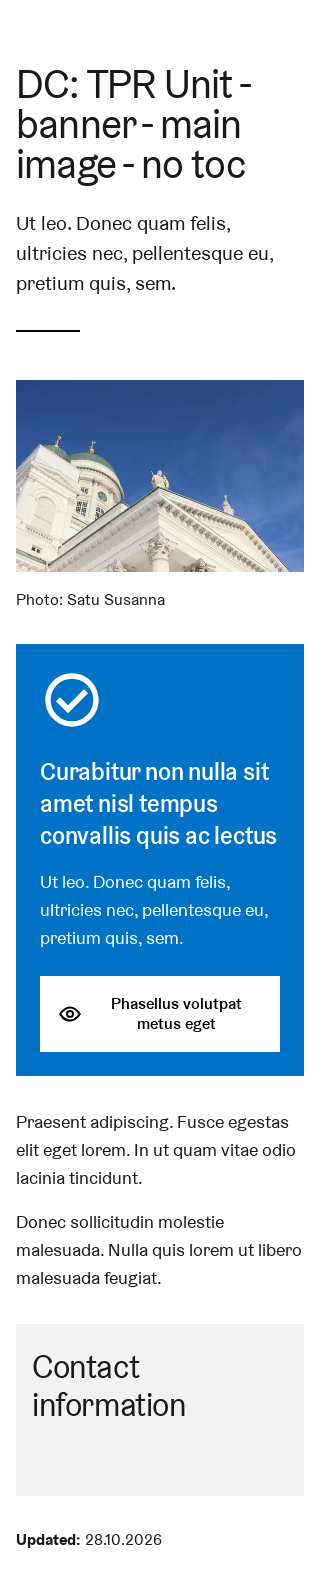 DC: TPR Unit -
banner - main
image - no toc
Ut leo. Donec quam felis,
ultricies nec, pellentesque eu,
pretium quis, sem.
Photo: Satu Susanna
Curabitur non nulla sit
amet nisl tempus
convallis quis ac lectus
Ut leo. Donec quam felis,
ultricies nec, pellentesque eu,
pretium quis, sem.
Phasellus volutpat
metus eget
Praesent adipiscing. Fusce egestas
elit eget lorem. In ut quam vitae odio
lacinia tincidunt.
Donec sollicitudin molestie
malesuada. Nulla quis lorem ut libero
malesuada feugiat.
Contact
information
Updated: 28.10.2026